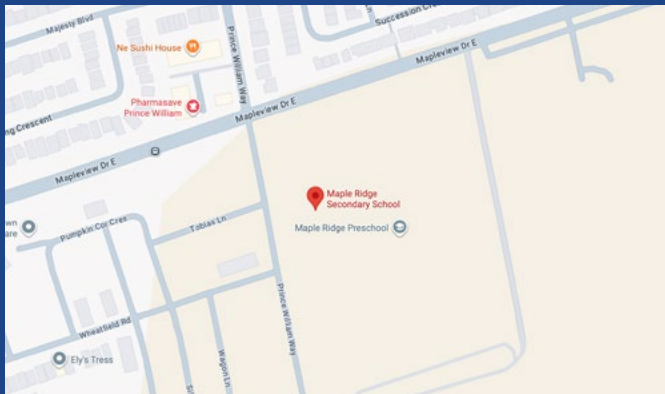 Majesty Blvd
Ne Sushi House
Prince William Way
Succession Cre
Mapleview Dr E
Pharmasave
Prince William
Mapleview Dr E
Crescent
Mapleview Dr E
Maple Ridge
Secondary School
Maple Ridge Preschool
Tobias Ln
Pumpkin Cor Cres
Prince William Way
Wheatfield Rd
Ely's Tress
Wagon Ln